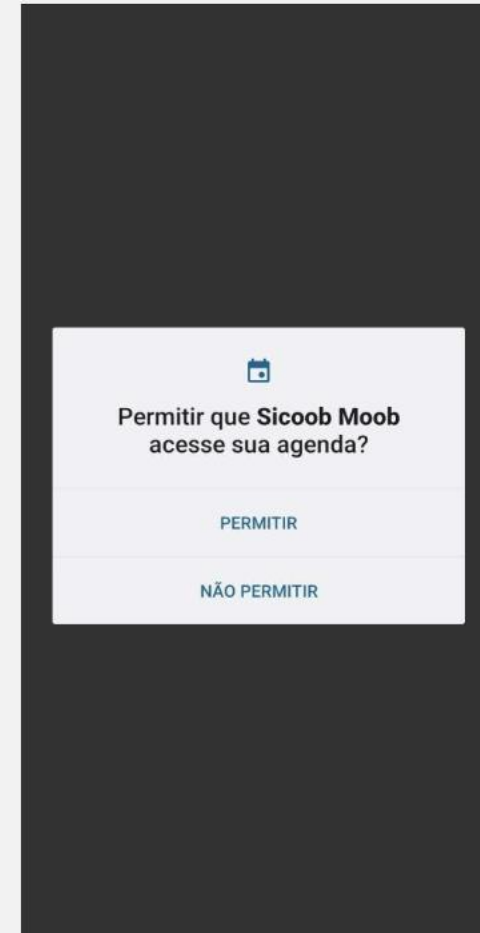 Permitir que Sicoob Moob
acesse sua agenda?
PERMITIR
NÃO PERMITIR